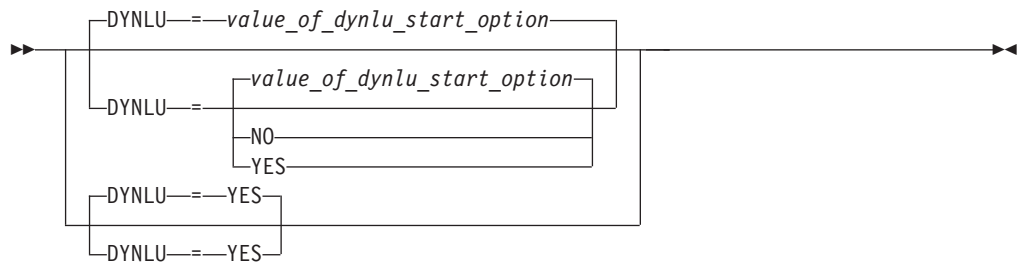 DYNLU = value_of_dynlu_start_option
value_of_dynlu_start_option
DYNLU =
NO
YES
DYNLU = YES
DYNLU = YES